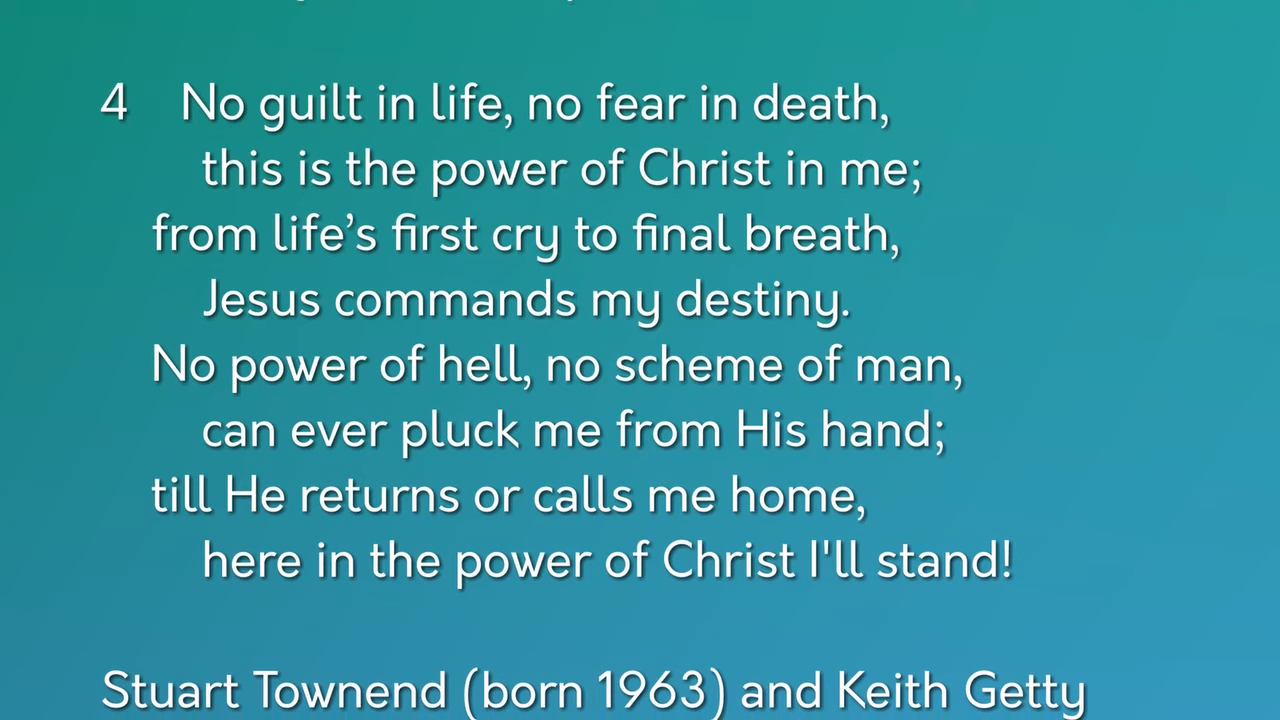 4 No guilt in life, no fear in death,
this is the power of Christ in me;
from life’s first cry to final breath,
Jesus commands my destiny.
No power of hell, no scheme of man,
can ever pluck me from His hand;
till He returns or calls me home,
here in the power of Christ I'll stand!
Stuart Townend (born 1963) and Keith Getty